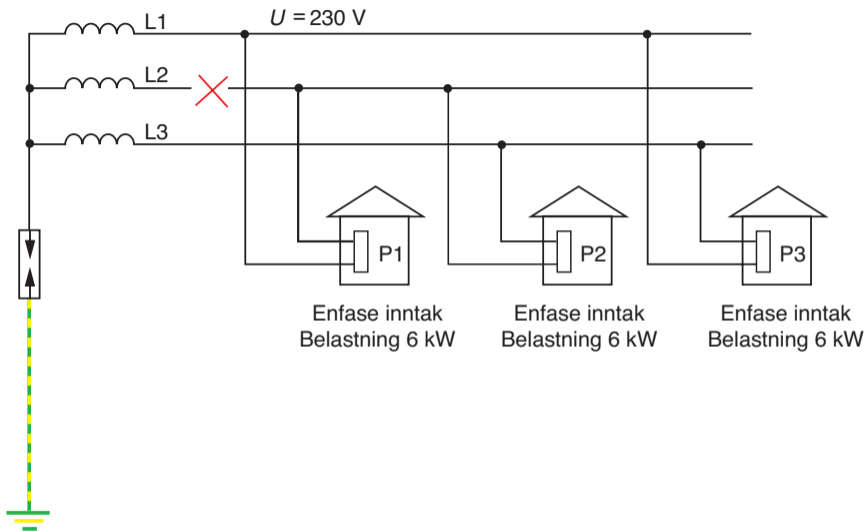 L1
U = 230 V
L2
L3
P1
P2
P3
Enfase inntak
Belastning 6 kW
Enfase inntak
Belastning 6 kW
Enfase inntak
Belastning 6 kW